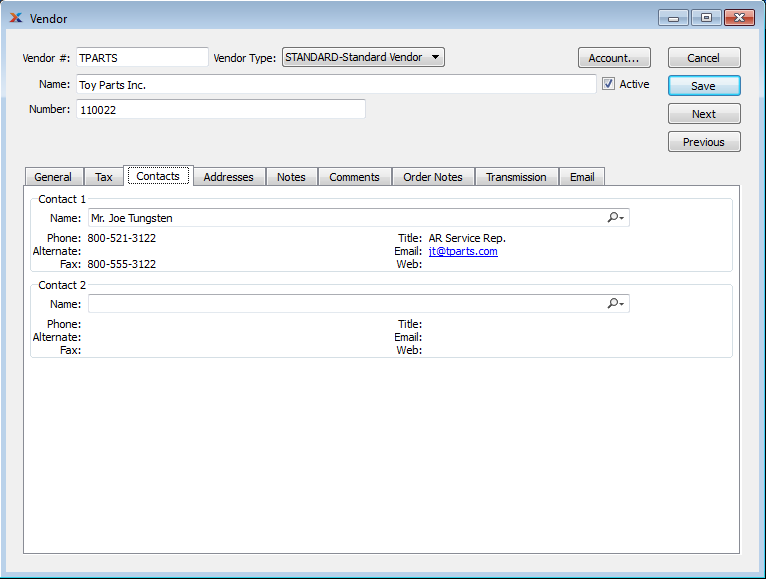 Vendor
Vendor #: TPARTS Vendor Type: STANDARD-Standard Vendor Account... Cancel
Name: Toy Parts Inc. Active Save
Number: 110022 Next
Previous
General Tax Contacts Addresses Notes Comments Order Notes Transmission Email
Contact 1
Name: Mr. Joe Tungsten
Phone: 800-521-3122 Title: AR Service Rep.
Alternate: Email: jt@tparts.com
Fax: 800-555-3122 Web:
Contact 2
Name:
Phone: Title:
Alternate: Email:
Fax: Web: